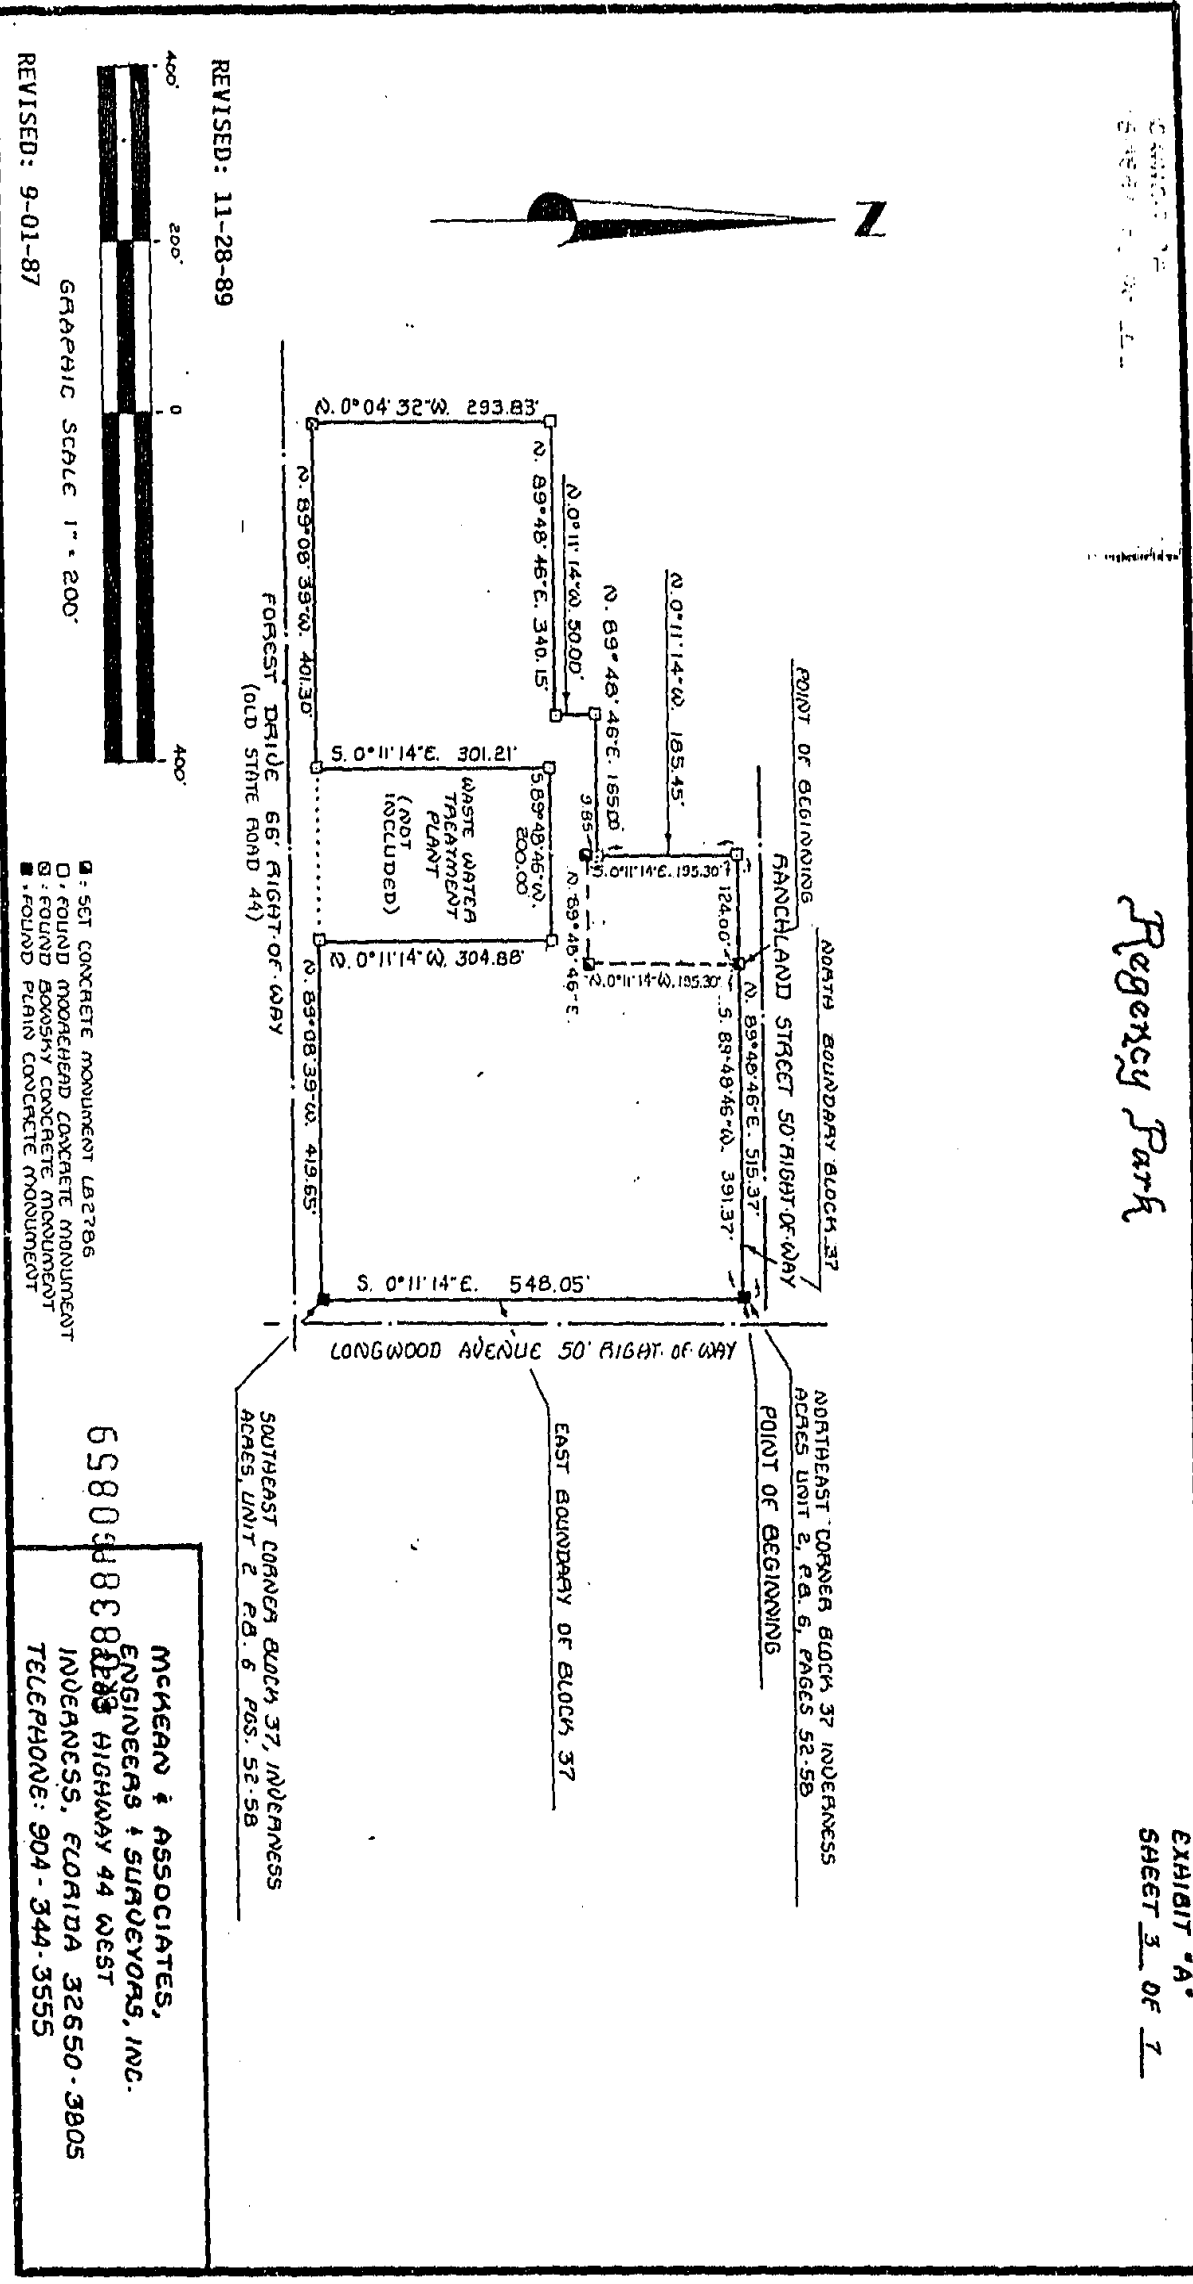 EXHIBIT "A"
SHEET 3 OF 7
Regency Park
N
NORTH BOUNDARY BLOCK 37
POINT OF BEGINNING
RANCHLAND STREET 50' RIGHT-OF-WAY
N. 89°48'46"E. 515.37'
124.00'
S. 89°48'46"W. 391.37'
N. 0°11'14"W. 185.45'
S. 0°11'14"E. 195.30'
N. 0°11'14"W. 195.30'
N. 89°48'46"E. 165.00'
9.85'
N. 89°48'46"E.
N. 0°11'14"W. 50.00'
N. 89°48'46"E. 340.15'
S. 89°48'46"W.
200.00'
N. 0°04'32"W. 293.83'
S. 0°11'14"E. 301.21'
WASTE WATER
TREATMENT
PLANT
(NOT
INCLUDED)
N. 0°11'14"W. 304.88'
S. 0°11'14"E. 548.05'
N. 89°08'39"W. 401.30'
N. 89°08'39"W. 419.65'
FOREST DRIVE 66' RIGHT-OF-WAY
(OLD STATE ROAD 44)
LONGWOOD AVENUE 50' RIGHT-OF-WAY
NORTHEAST CORNER BLOCK 37 INVERNESS
ACRES UNIT 2, P.B. 6, PAGES 52-58
POINT OF BEGINNING
EAST BOUNDARY OF BLOCK 37
SOUTHEAST CORNER BLOCK 37, INVERNESS
ACRES, UNIT 2 P.B. 6 PGS. 52-58
REVISED: 11-28-89
400' 200' 0 400'
GRAPHIC SCALE 1" = 200'
REVISED: 9-01-87
: SET CONCRETE MONUMENT LB2786
: FOUND MOOREHEAD CONCRETE MONUMENT
: FOUND BOWSKY CONCRETE MONUMENT
: FOUND PLAIN CONCRETE MONUMENT
MCKEAN & ASSOCIATES,
ENGINEERS & SURVEYORS, INC.
HIGHWAY 44 WEST
INVERNESS, FLORIDA 32650-3805
TELEPHONE: 904-344-3555